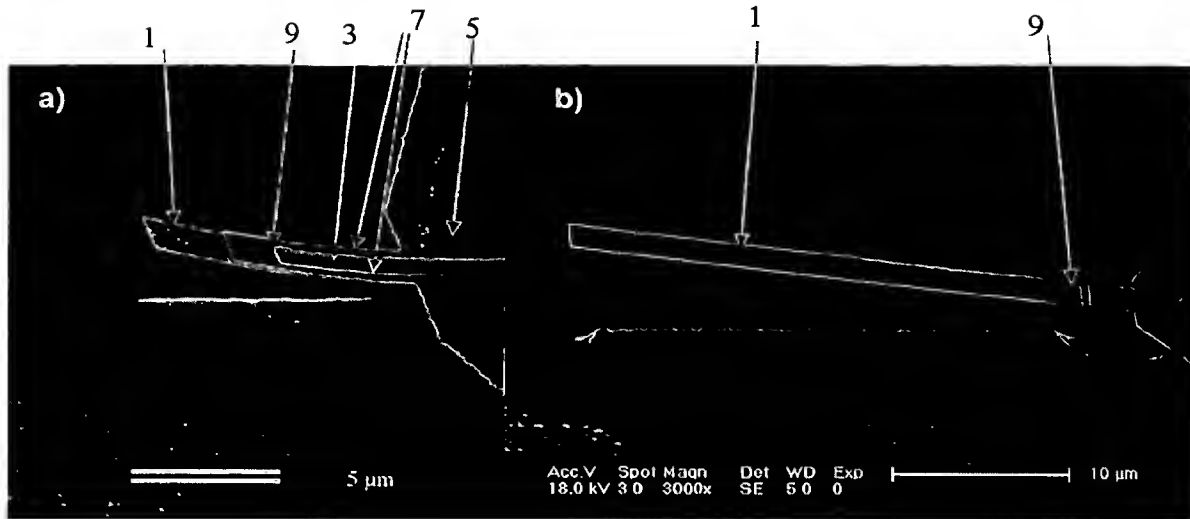 1 9 3 7 5 1 9
a) b)
5 µm
Acc.V Spot Magn Det WD Exp
18.0 kV 3.0 3000x SE 5.0 0
10 µm